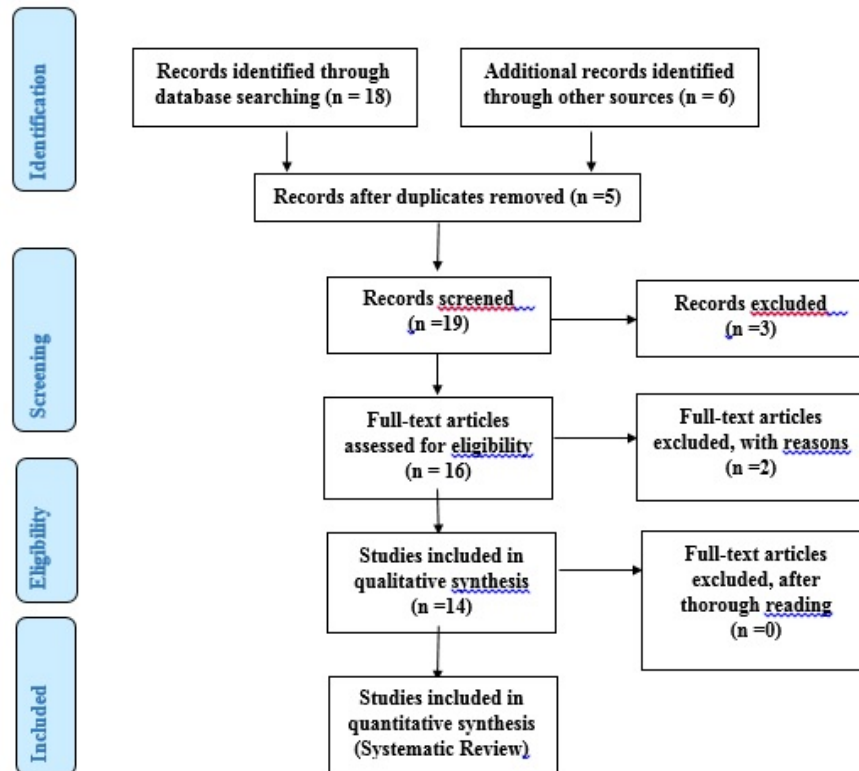 Identification
Records identified through
database searching (n = 18)
Additional records identified
through other sources (n = 6)
Records after duplicates removed (n =5)
Screening
Records screened
(n =19)
Records excluded
(n =3)
Full-text articles
assessed for eligibility
(n = 16)
Full-text articles
excluded, with reasons
(n =2)
Eligibility
Studies included in
qualitative synthesis
(n =14)
Full-text articles
excluded, after
thorough reading
(n =0)
Included
Studies included in
quantitative synthesis
(Systematic Review)